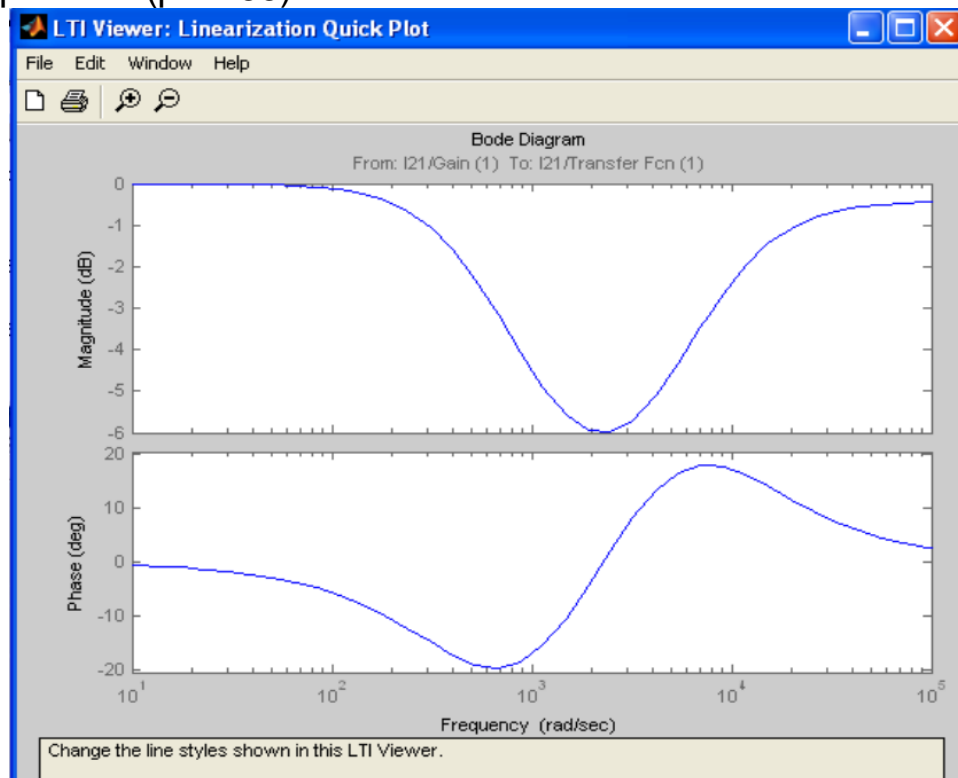 LTI Viewer: Linearization Quick Plot
File Edit Window Help
Bode Diagram
From: I21/Gain (1) To: I21/Transfer Fcn (1)
Magnitude (dB)
0
-1
-2
-3
-4
-5
-6
Phase (deg)
20
10
0
-10
-20
10^1 10^2 10^3 10^4 10^5
Frequency (rad/sec)
Change the line styles shown in this LTI Viewer.